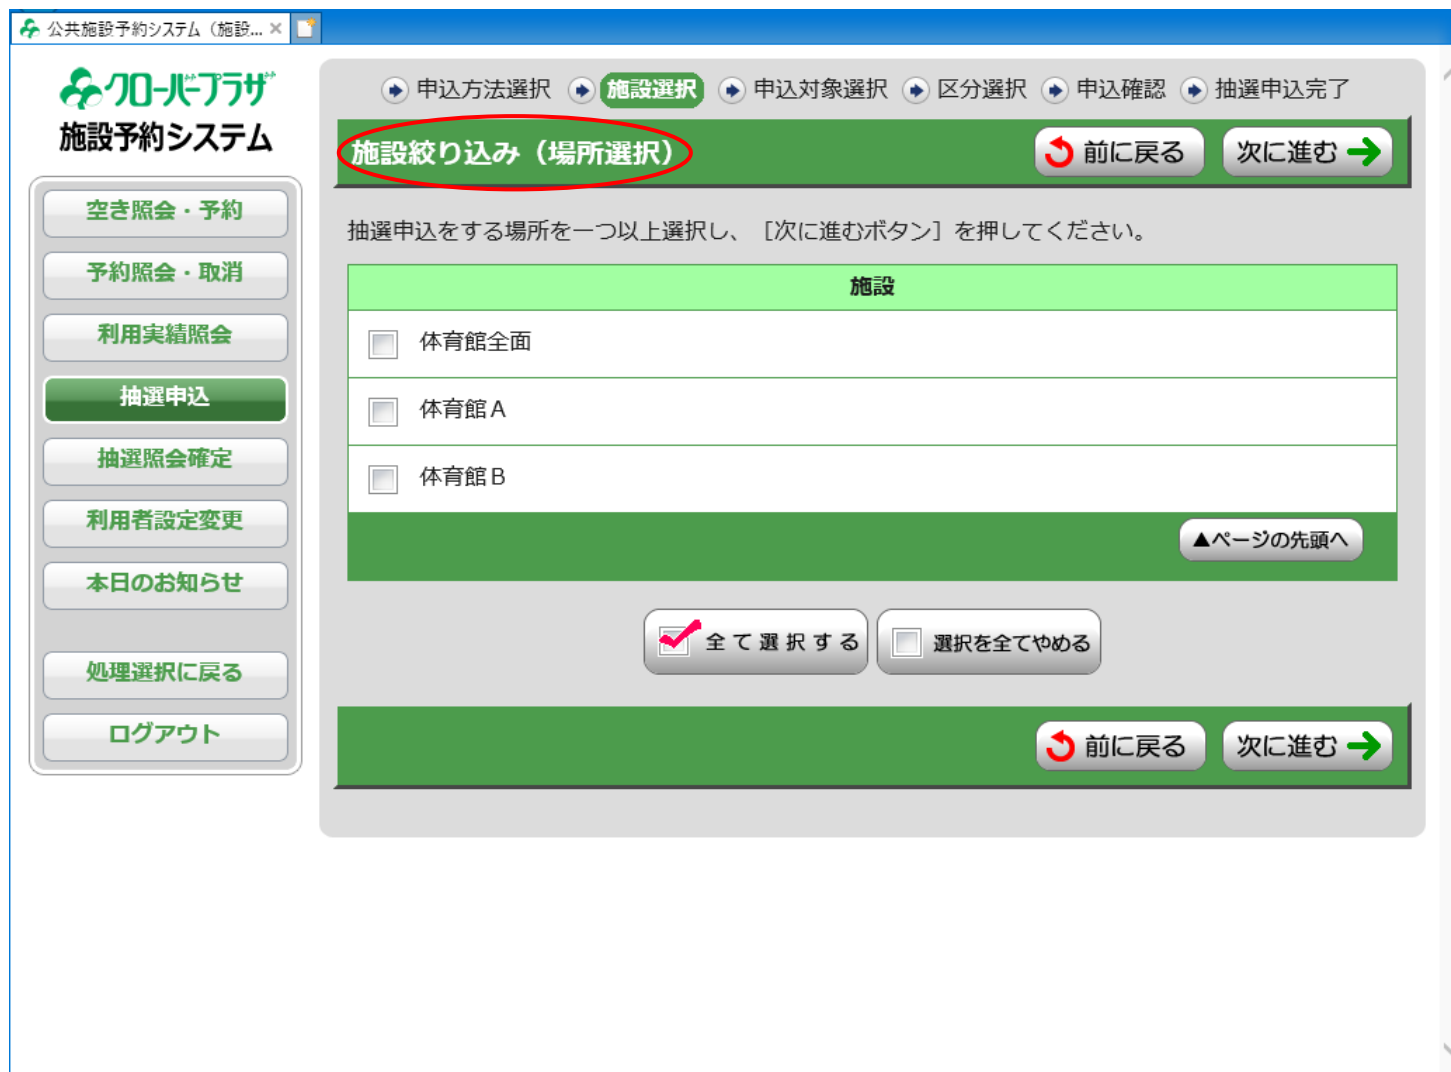 公共施設予約システム（施設...
クローバープラザ
施設予約システム
空き照会・予約
予約照会・取消
利用実績照会
抽選申込
抽選照会確定
利用者設定変更
本日のお知らせ
処理選択に戻る
ログアウト
申込方法選択 施設選択 申込対象選択 区分選択 申込確認 抽選申込完了
施設絞り込み（場所選択） 前に戻る 次に進む
抽選申込をする場所を一つ以上選択し、［次に進むボタン］を押してください。
施設
体育館全面
体育館Ａ
体育館Ｂ
▲ページの先頭へ
全て選択する 選択を全てやめる
前に戻る 次に進む